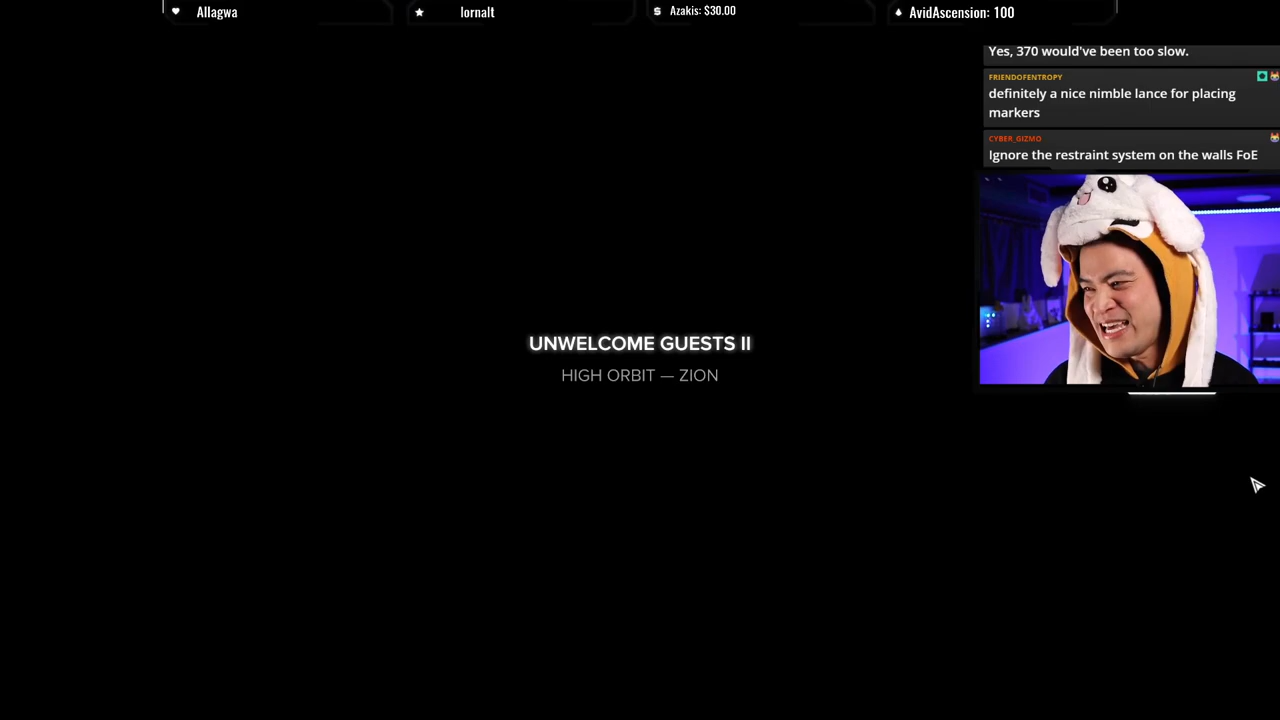 Allagwa
lornalt
Azakis: $30.00
AvidAscension: 100
Yes, 370 would've been too slow.
FRIENDOFENTROPY
definitely a nice nimble lance for placing
markers
CYBER_GIZMO
Ignore the restraint system on the walls FoE
UNWELCOME GUESTS II
HIGH ORBIT — ZION